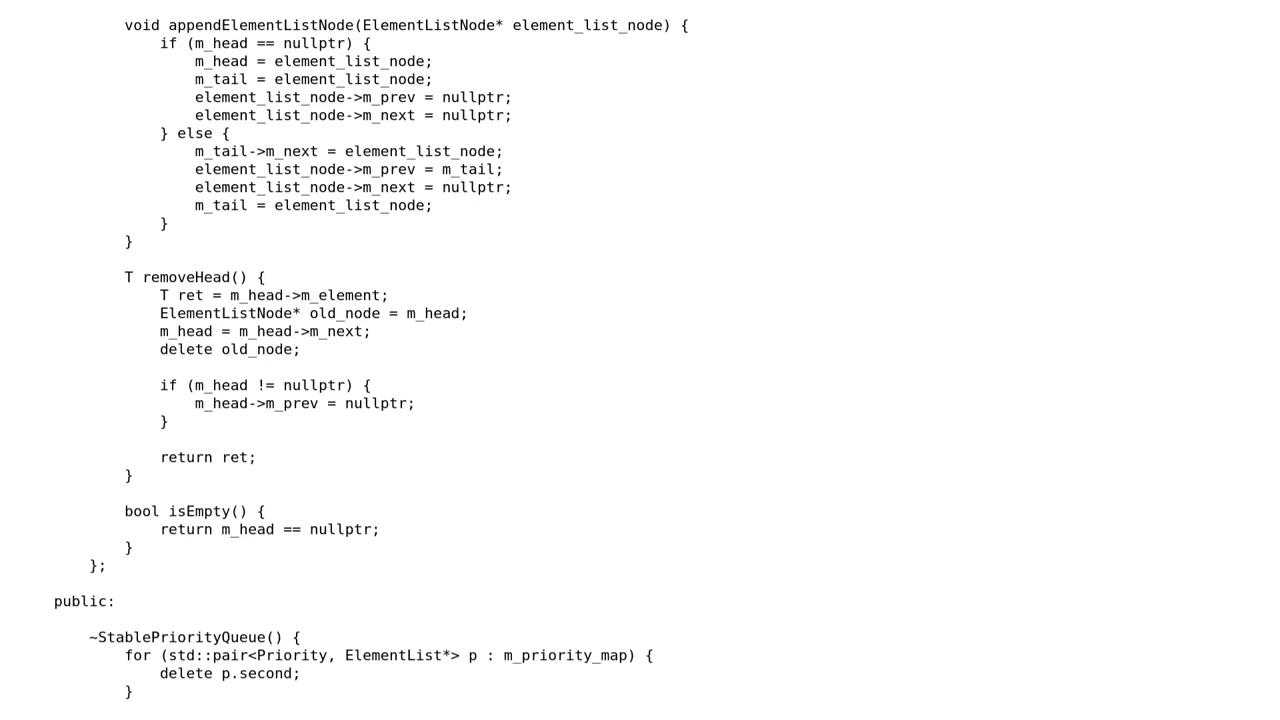 void appendElementListNode(ElementListNode* element_list_node) {
            if (m_head == nullptr) {
                m_head = element_list_node;
                m_tail = element_list_node;
                element_list_node->m_prev = nullptr;
                element_list_node->m_next = nullptr;
            } else {
                m_tail->m_next = element_list_node;
                element_list_node->m_prev = m_tail;
                element_list_node->m_next = nullptr;
                m_tail = element_list_node;
            }
        }

        T removeHead() {
            T ret = m_head->m_element;
            ElementListNode* old_node = m_head;
            m_head = m_head->m_next;
            delete old_node;

            if (m_head != nullptr) {
                m_head->m_prev = nullptr;
            }

            return ret;
        }

        bool isEmpty() {
            return m_head == nullptr;
        }
    };

public:

    ~StablePriorityQueue() {
        for (std::pair<Priority, ElementList*> p : m_priority_map) {
            delete p.second;
        }